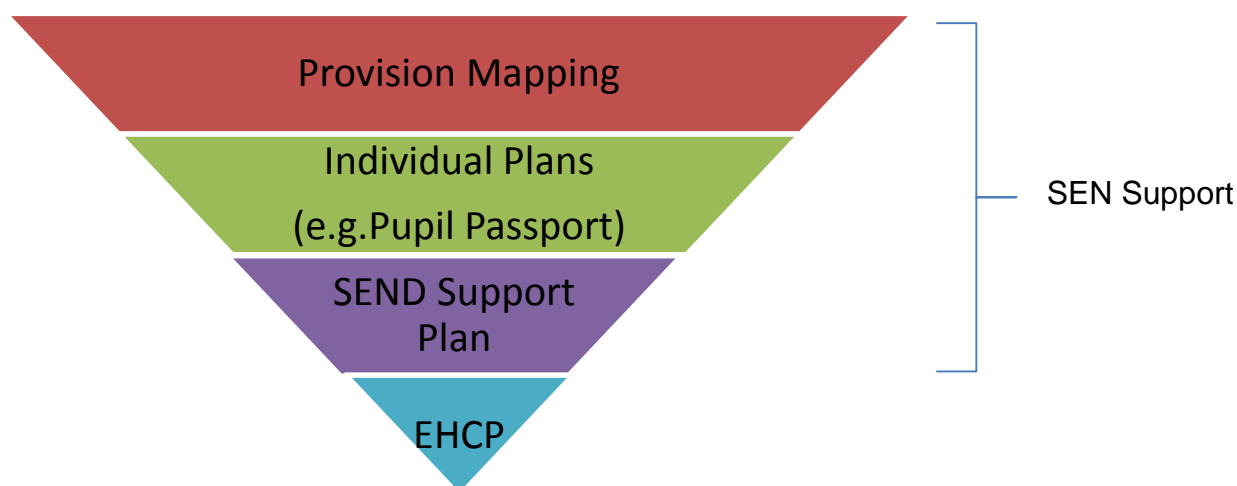 Provision Mapping
Individual Plans
(e.g.Pupil Passport)
SEN Support
SEND Support
Plan
EHCP